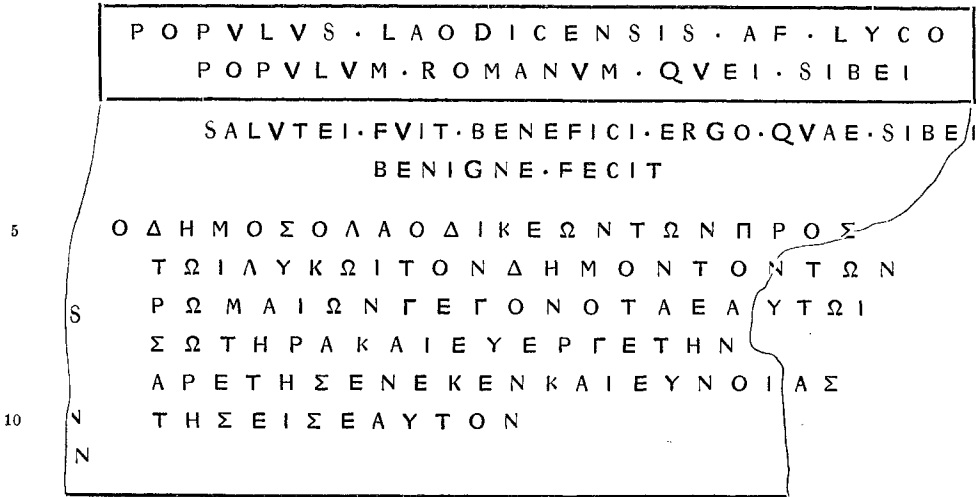 POPVLVS · LAODICENSIS · AF · LYCO
POPVLVM · ROMANVM · QVEI · SIBEI
SALVTEI · FVIT · BENEFICI · ERGO · QVAE · SIBEI
BENIGNE · FECIT
5 ΟΔΗΜΟΣΟΛΑΟΔΙΚΕΩΝΤΩΝΠΡΟΣ
ΤΩΙΛΥΚΩΙΤΟΝΔΗΜΟΝΤΟΝΤΩΝ
S ΡΩΜΑΙΩΝΓΕΓΟΝΟΤΑΕΑΥΤΩΙ
ΣΩΤΗΡΑΚΑΙΕΥΕΡΓΕΤΗΝ
ΑΡΕΤΗΣΕΝΕΚΕΝΚΑΙΕΥΝΟΙΑΣ
10 N ΤΗΣΕΙΣΕΑΥΤΟΝ
N